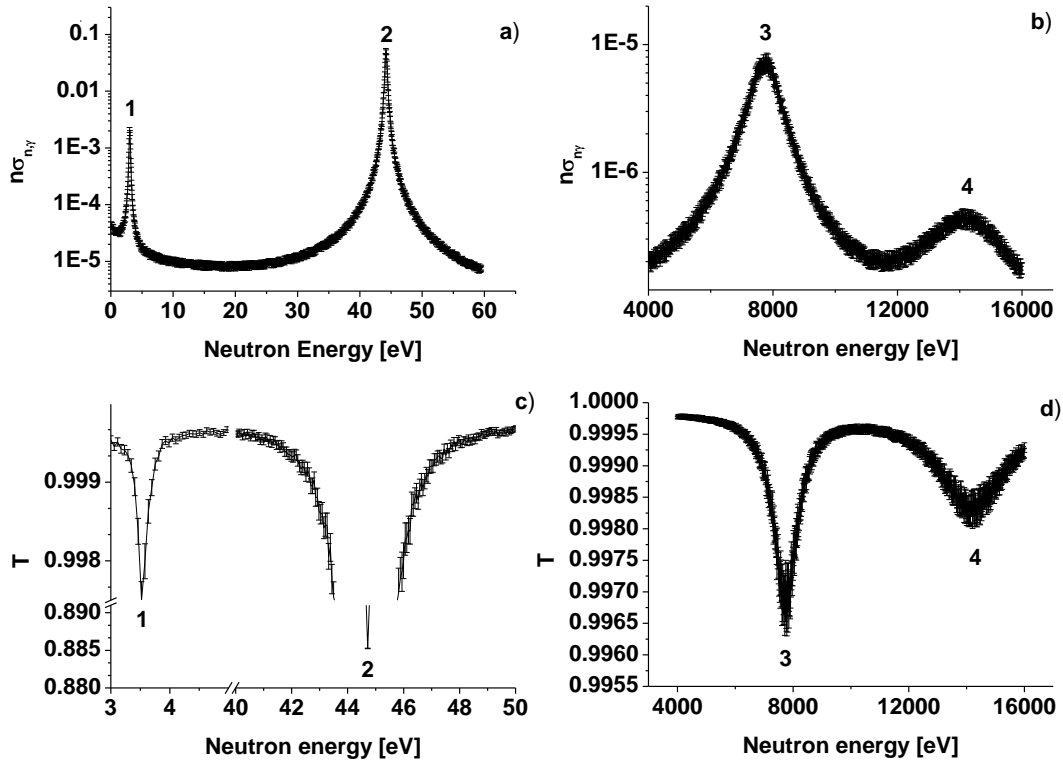 a)
0.1
0.01
1E-3
1E-4
1E-5
nσn,γ
1
2
0 10 20 30 40 50 60
Neutron Energy [eV]
b)
1E-5
1E-6
nσn,γ
3
4
4000 8000 12000 16000
Neutron energy [eV]
c)
0.999
0.998
0.890
0.885
0.880
T
1
2
3 4 40 42 44 46 48 50
Neutron energy [eV]
d)
1.0000
0.9995
0.9990
0.9985
0.9980
0.9975
0.9970
0.9965
0.9960
0.9955
T
3
4
4000 8000 12000 16000
Neutron energy [eV]